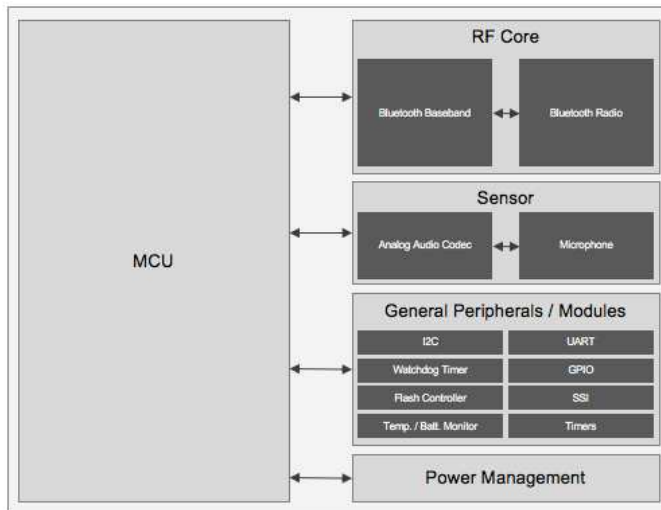 MCU
RF Core
Bluetooth Baseband
Bluetooth Radio
Sensor
Analog Audio Codec
Microphone
General Peripherals / Modules
I2C
UART
Watchdog Timer
GPIO
Flash Controller
SSI
Temp. / Batt. Monitor
Timers
Power Management